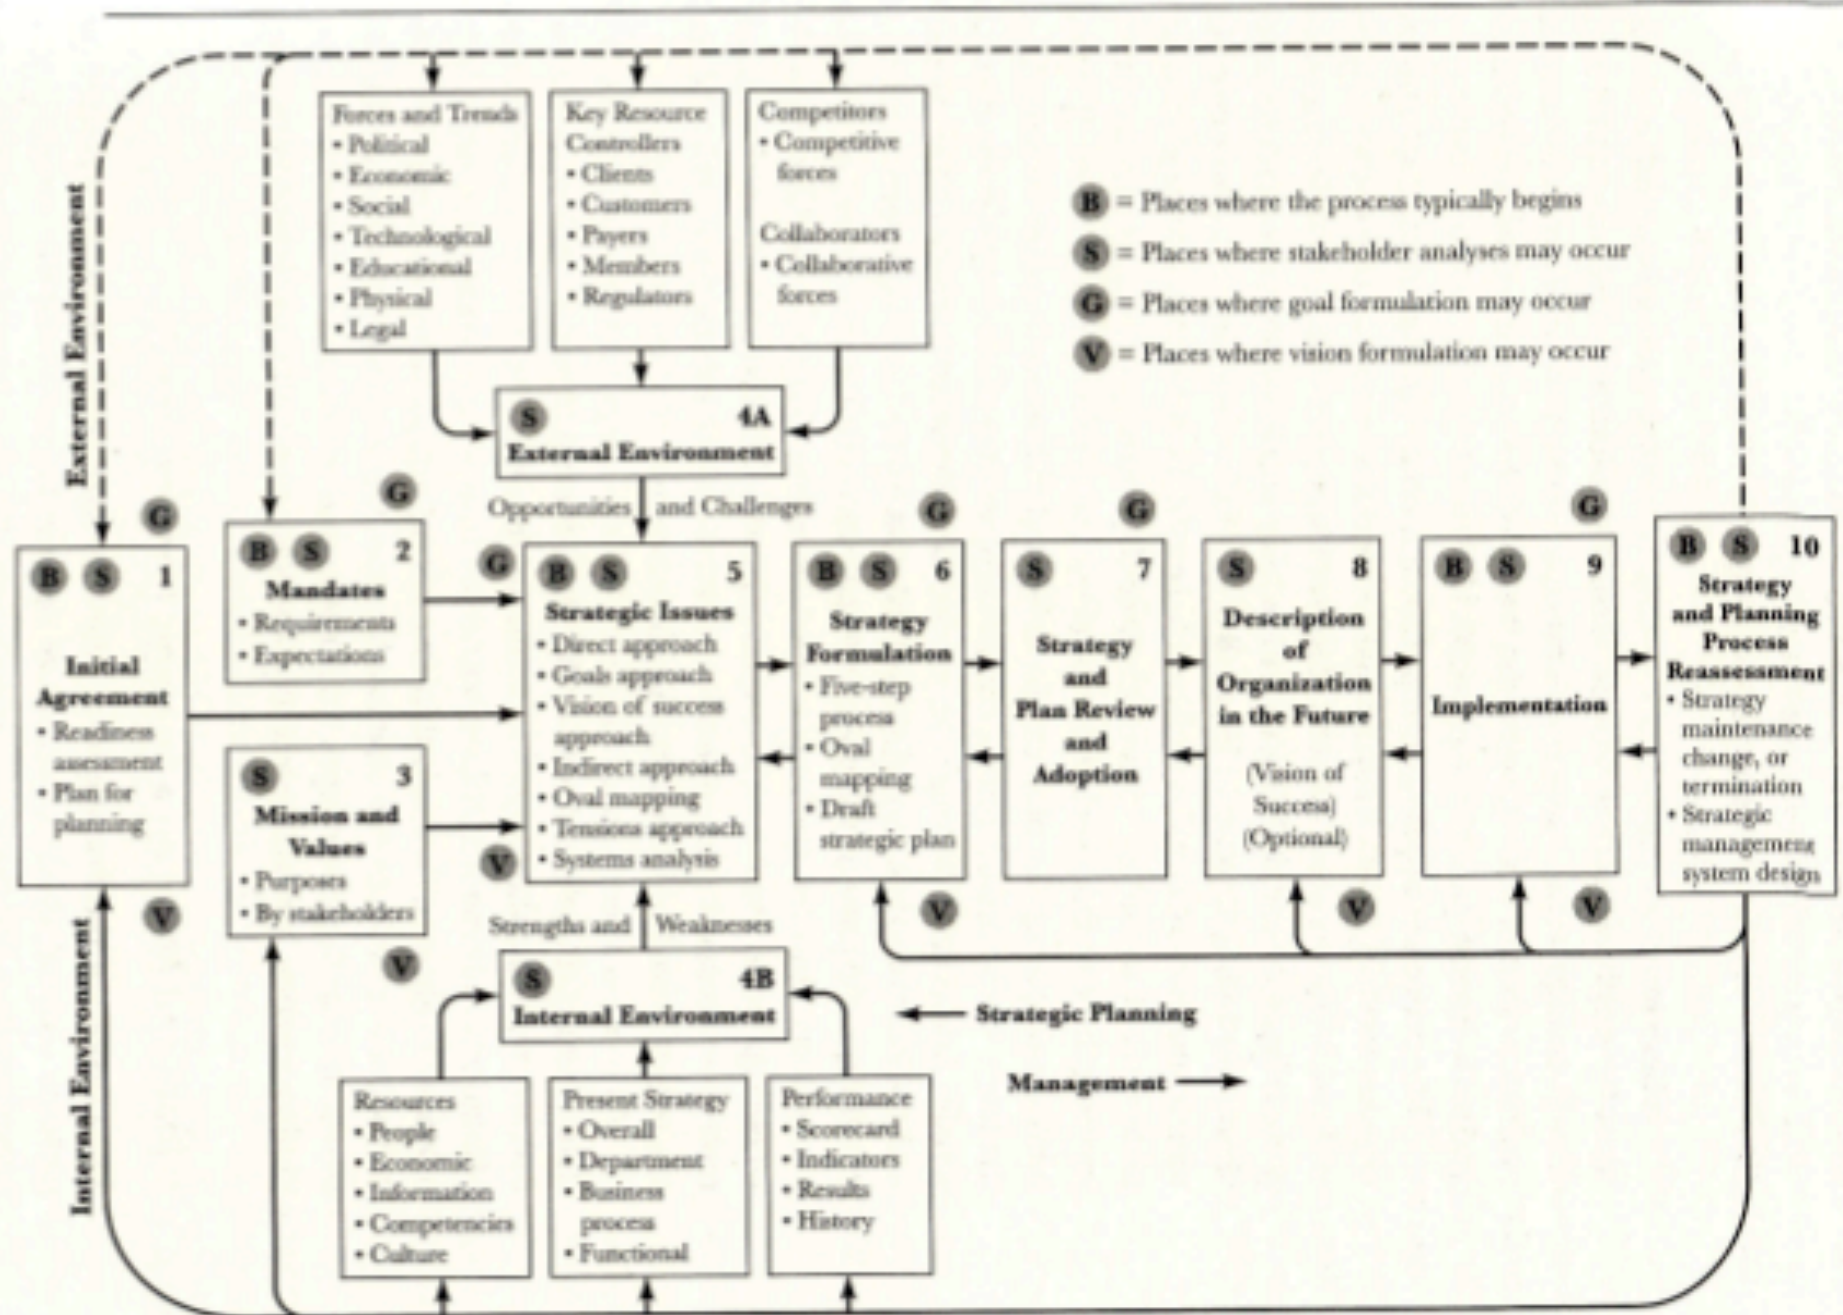 Forces and Trends
• Political
• Economic
• Social
• Technological
• Educational
• Physical
• Legal
Key Resource
Controllers
• Clients
• Customers
• Payers
• Members
• Regulators
Competitors
• Competitive
forces
Collaborators
• Collaborative
forces
B = Places where the process typically begins
S = Places where stakeholder analyses may occur
G = Places where goal formulation may occur
V = Places where vision formulation may occur
External Environment
S 4A
External Environment
Opportunities and Challenges
G
B S 1
Initial
Agreement
• Readiness
assessment
• Plan for
planning
V
G
B S 2
Mandates
• Requirements
• Expectations
S 3
Mission and
Values
• Purposes
• By stakeholders
V
G
B S 5
Strategic Issues
• Direct approach
• Goals approach
• Vision of success
approach
• Indirect approach
• Oval mapping
• Tensions approach
• Systems analysis
V
G
B S 6
Strategy
Formulation
• Five-step
process
• Oval
mapping
• Draft
strategic plan
V
G
S 7
Strategy
and
Plan Review
and
Adoption
S 8
Description
of
Organization
in the Future
(Vision of
Success)
(Optional)
V
G
B S 9
Implementation
V
B S 10
Strategy
and Planning
Process
Reassessment
• Strategy
maintenance
change, or
termination
• Strategic
management
system design
Strengths and Weaknesses
S 4B
Internal Environment
Internal Environment
Strategic Planning
Management
Resources
• People
• Economic
• Information
• Competencies
• Culture
Present Strategy
• Overall
• Department
• Business
process
• Functional
Performance
• Scorecard
• Indicators
• Results
• History